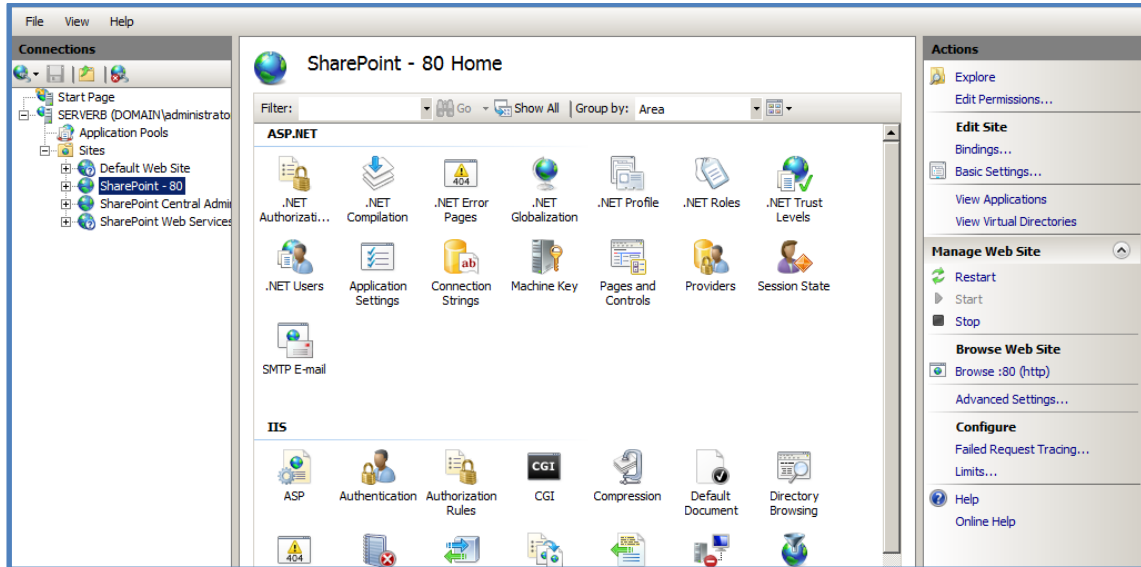 File View Help
Connections
Start Page
SERVERB (DOMAIN\administrato
Application Pools
Sites
Default Web Site
SharePoint - 80
SharePoint Central Admi
SharePoint Web Services
SharePoint - 80 Home
Filter: Go Show All Group by: Area
ASP.NET
.NET Authorizati...
.NET Compilation
404
.NET Error Pages
.NET Globalization
.NET Profile
.NET Roles
.NET Trust Levels
.NET Users
Application Settings
ab
Connection Strings
Machine Key
Pages and Controls
Providers
Session State
SMTP E-mail
IIS
ASP
Authentication
Authorization Rules
CGI
CGI
Compression
Default Document
Directory Browsing
404
Actions
Explore
Edit Permissions...
Edit Site
Bindings...
Basic Settings...
View Applications
View Virtual Directories
Manage Web Site
Restart
Start
Stop
Browse Web Site
Browse :80 (http)
Advanced Settings...
Configure
Failed Request Tracing...
Limits...
Help
Online Help